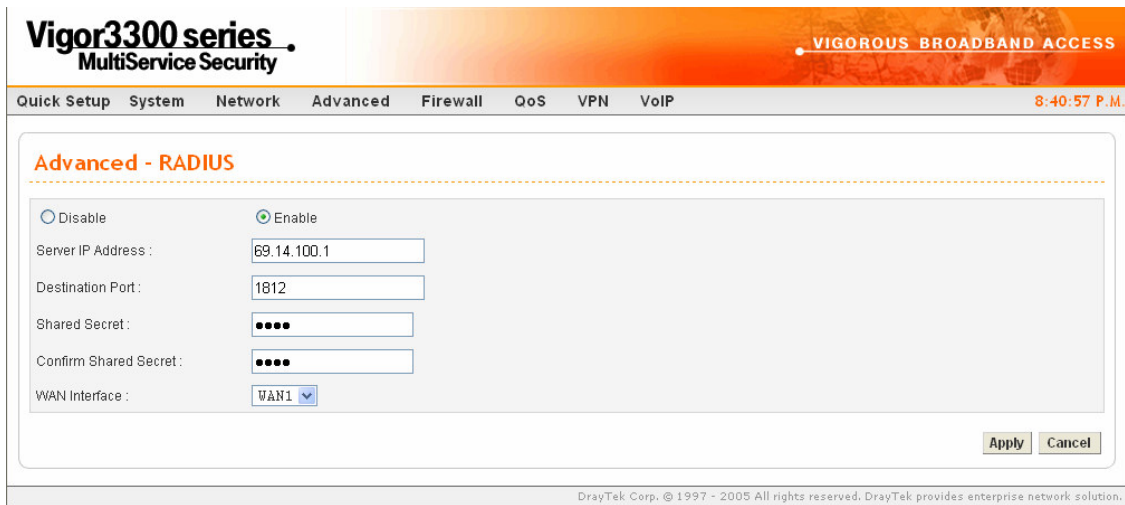 Vigor3300 series
MultiService Security
VIGOROUS BROADBAND ACCESS
Quick Setup System Network Advanced Firewall QoS VPN VoIP 8:40:57 P.M.
Advanced - RADIUS
Disable Enable
Server IP Address : 69.14.100.1
Destination Port : 1812
Shared Secret : ●●●●
Confirm Shared Secret : ●●●●
WAN Interface : WAN1
Apply Cancel
DrayTek Corp. © 1997 - 2005 All rights reserved. DrayTek provides enterprise network solution.